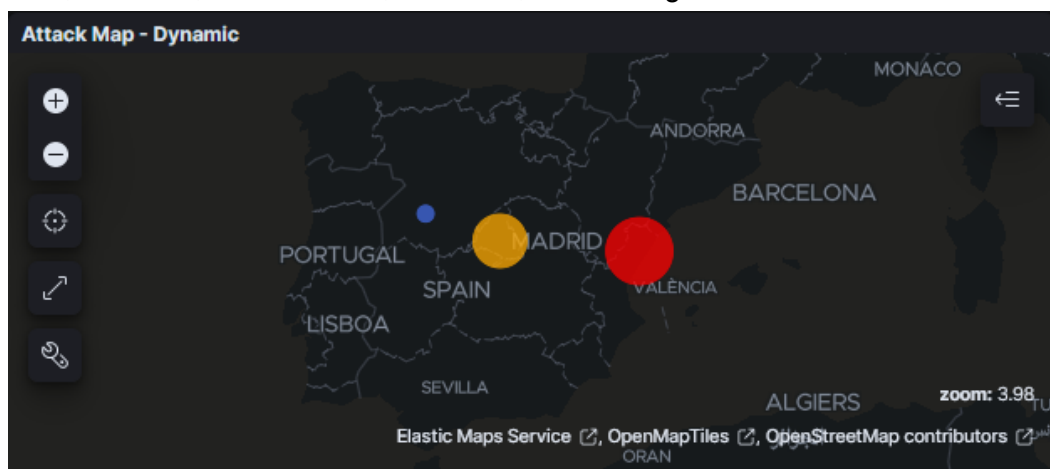 Attack Map - Dynamic
MONACO
ANDORRA
BARCELONA
MADRID
PORTUGAL
SPAIN
VALÈNCIA
LISBOA
SEVILLA
ALGIERS
zoom: 3.98
Elastic Maps Service, OpenMapTiles, OpenStreetMap contributors
ORAN